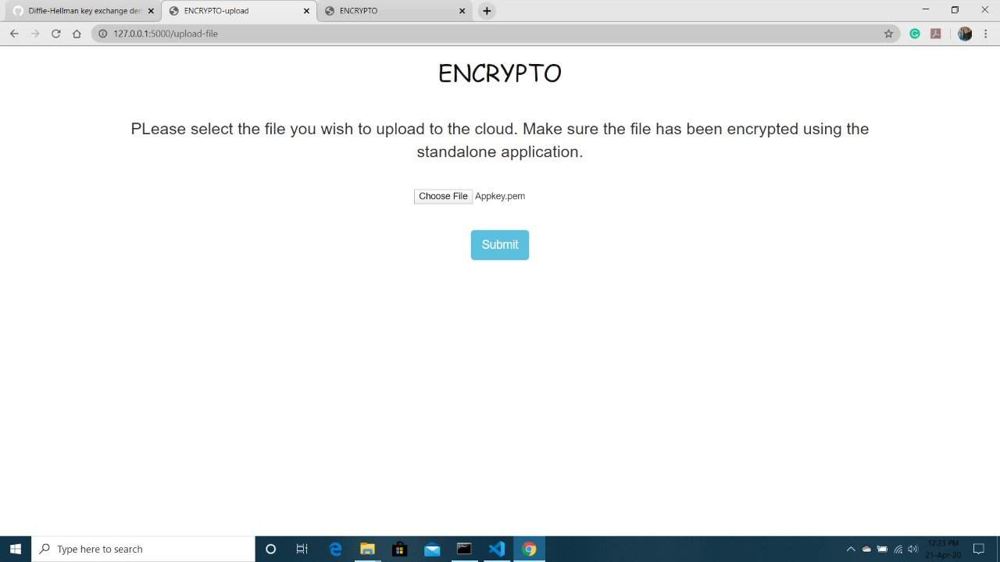 Diffie-Hellman key exchange de
ENCRYPTO-upload
ENCRYPTO
127.0.0.1:5000/upload-file
ENCRYPTO
PLease select the file you wish to upload to the cloud. Make sure the file has been encrypted using the
standalone application.
Choose File Appkey.pem
Submit
Type here to search
12:23 PM
21-Apr-20